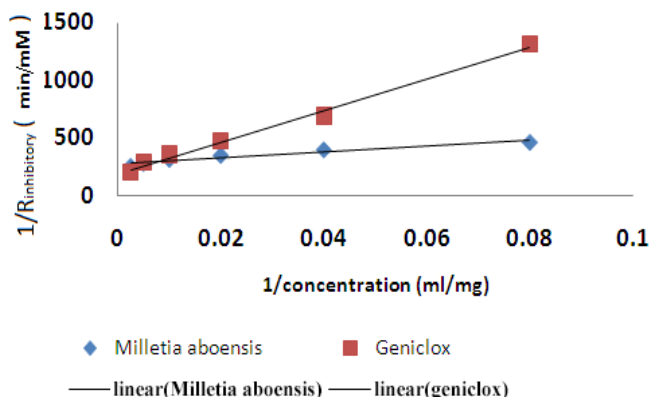 1500
1000
500
0
0 0.02 0.04 0.06 0.08 0.1
1/Rinhibitory ( min/mM)
1/concentration (ml/mg)
Milletia aboensis Geniclox
linear(Milletia aboensis) linear(geniclox)